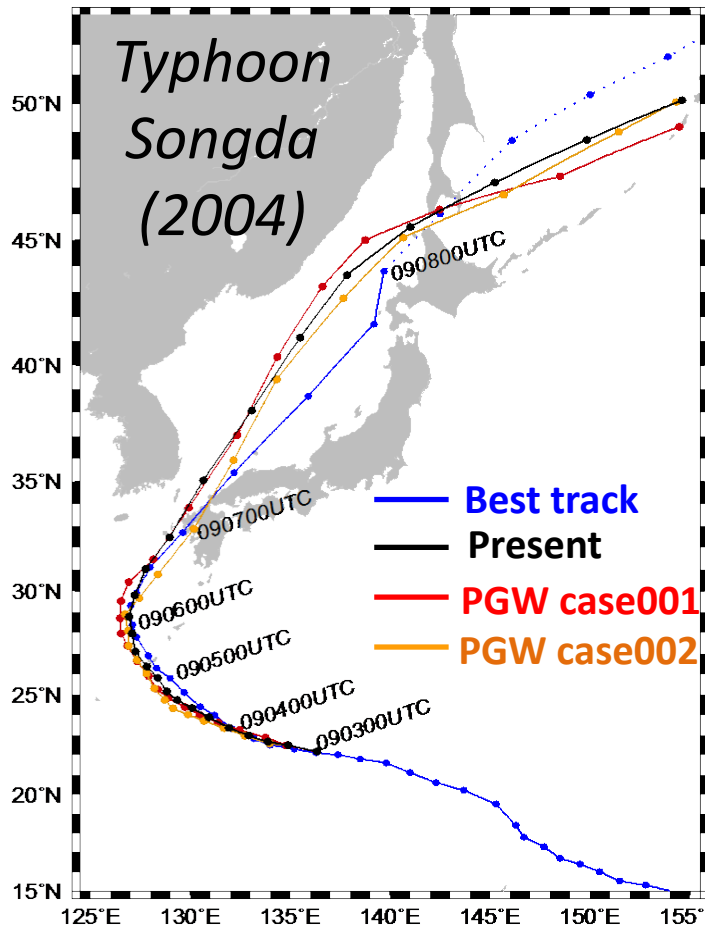 Typhoon
Songda
(2004)
50°N
45°N
40°N
35°N
30°N
25°N
20°N
15°N
090800UTC
090700UTC
090600UTC
090500UTC
090400UTC
090300UTC
Best track
Present
PGW case001
PGW case002
125°E
130°E
135°E
140°E
145°E
150°E
155°